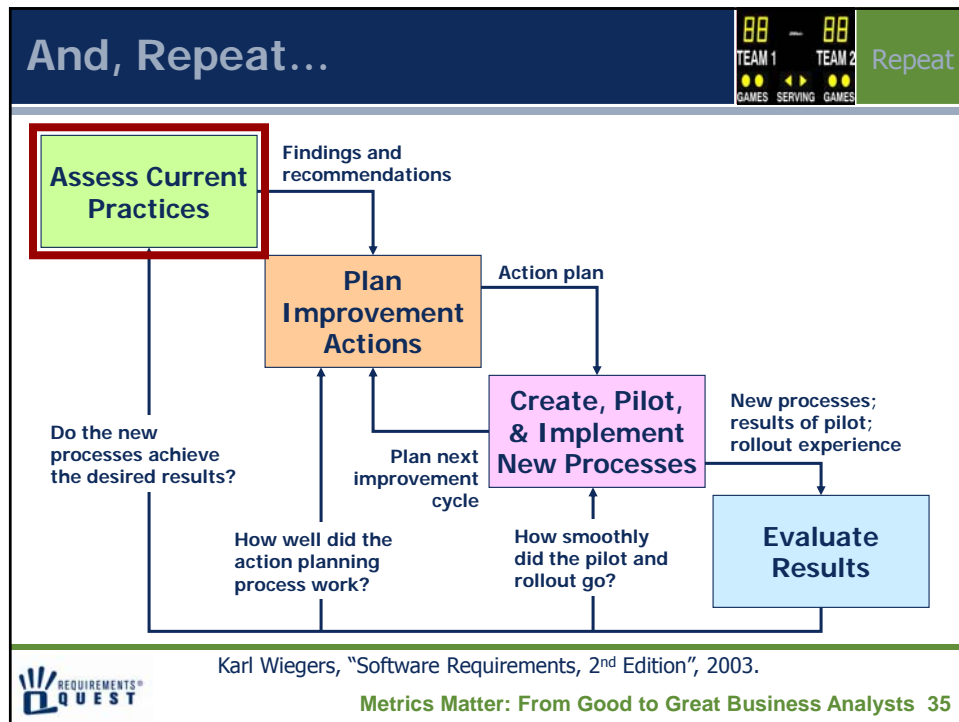 And, Repeat…
88 – 88
TEAM 1 TEAM 2
GAMES SERVING GAMES
Repeat
Assess Current
Practices
Findings and
recommendations
Plan
Improvement
Actions
Action plan
Create, Pilot,
& Implement
New Processes
New processes;
results of pilot;
rollout experience
Do the new
processes achieve
the desired results?
Plan next
improvement
cycle
How well did the
action planning
process work?
How smoothly
did the pilot and
rollout go?
Evaluate
Results
Karl Wiegers, “Software Requirements, 2nd Edition”, 2003.
REQUIREMENTS®
QUEST
Metrics Matter: From Good to Great Business Analysts 35